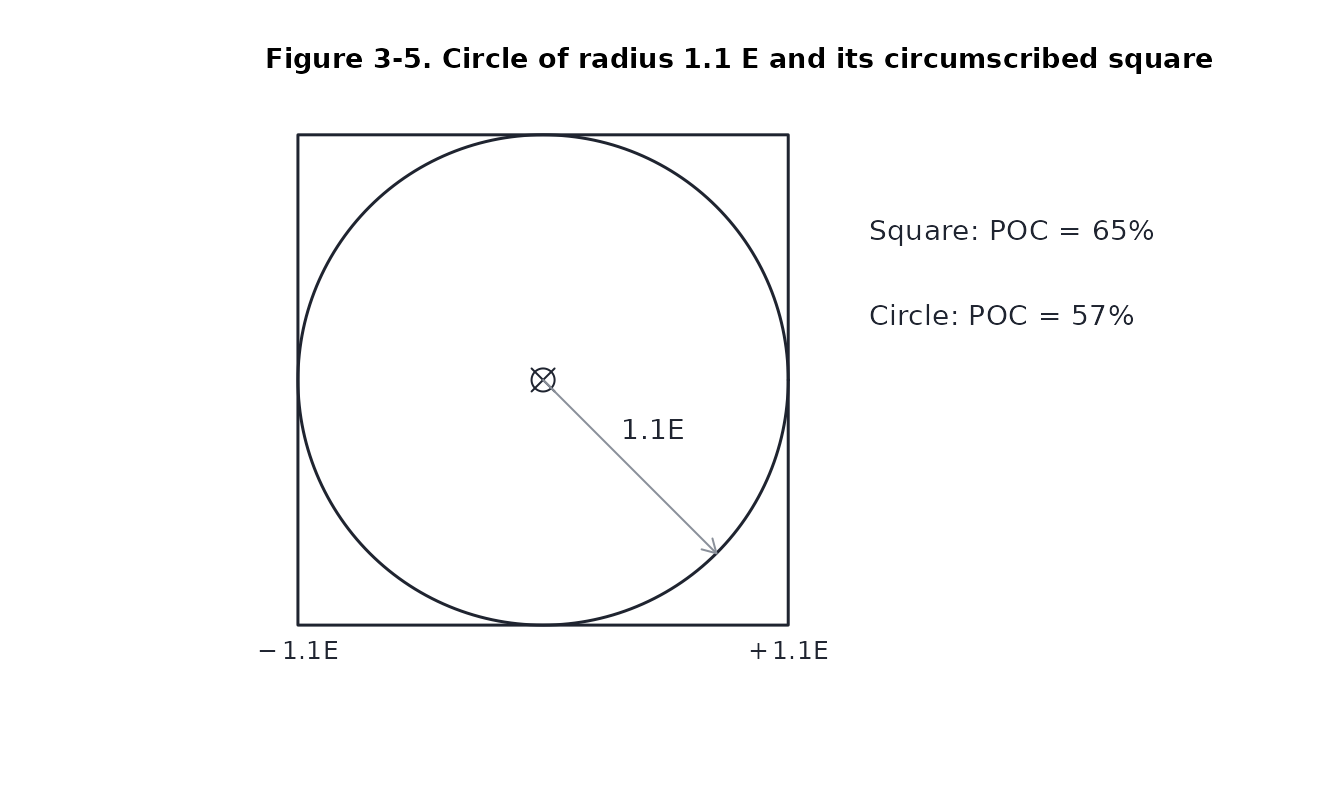 Figure 3-5. Circle of radius 1.1 E and its circumscribed square
Square: POC = 65%
Circle: POC = 57%
1.1E
−1.1E
+1.1E